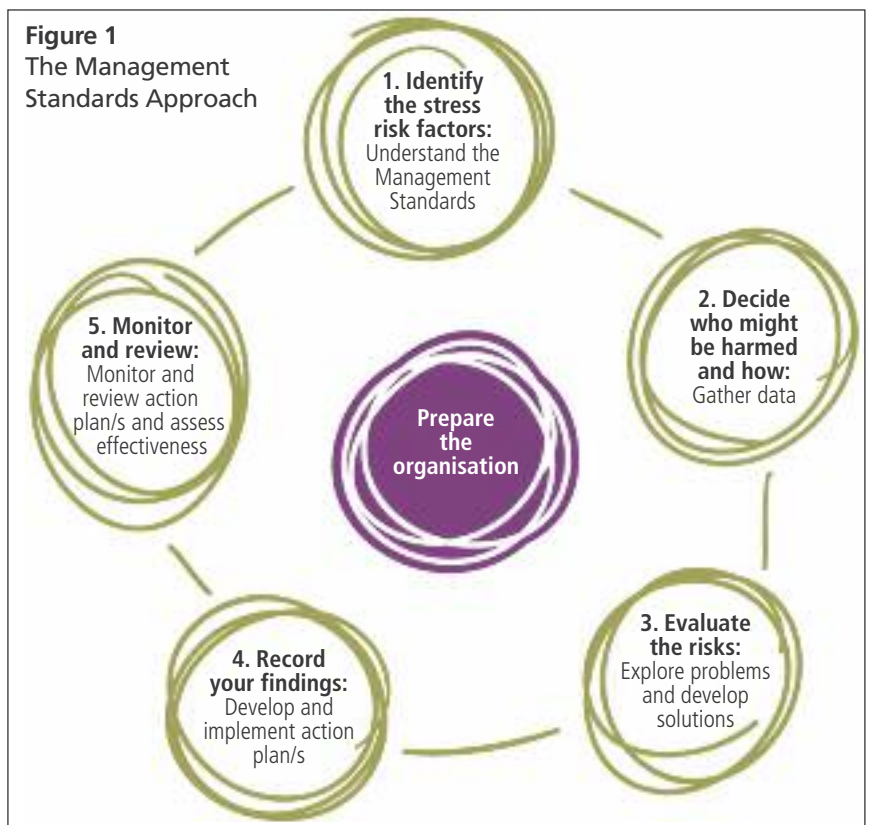 Figure 1
The Management
Standards Approach
1. Identify
the stress
risk factors:
Understand the
Management
Standards
2. Decide
who might
be harmed
and how:
Gather data
3. Evaluate
the risks:
Explore problems
and develop
solutions
4. Record
your findings:
Develop and
implement action
plan/s
5. Monitor
and review:
Monitor and
review action
plan/s and assess
effectiveness
Prepare
the
organisation